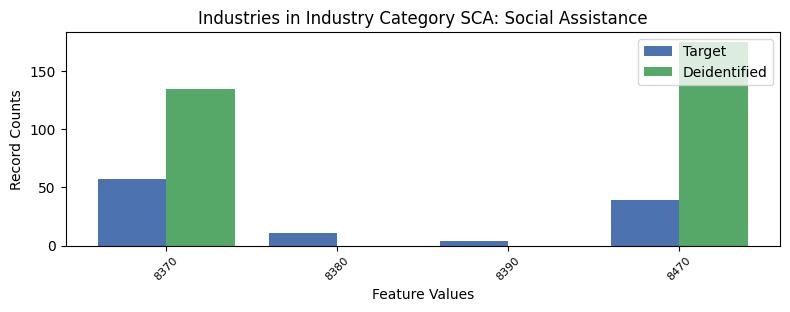 Industries in Industry Category SCA: Social Assistance
Target
Deidentified
Record Counts
150
100
50
0
8370
8380
8390
8470
Feature Values